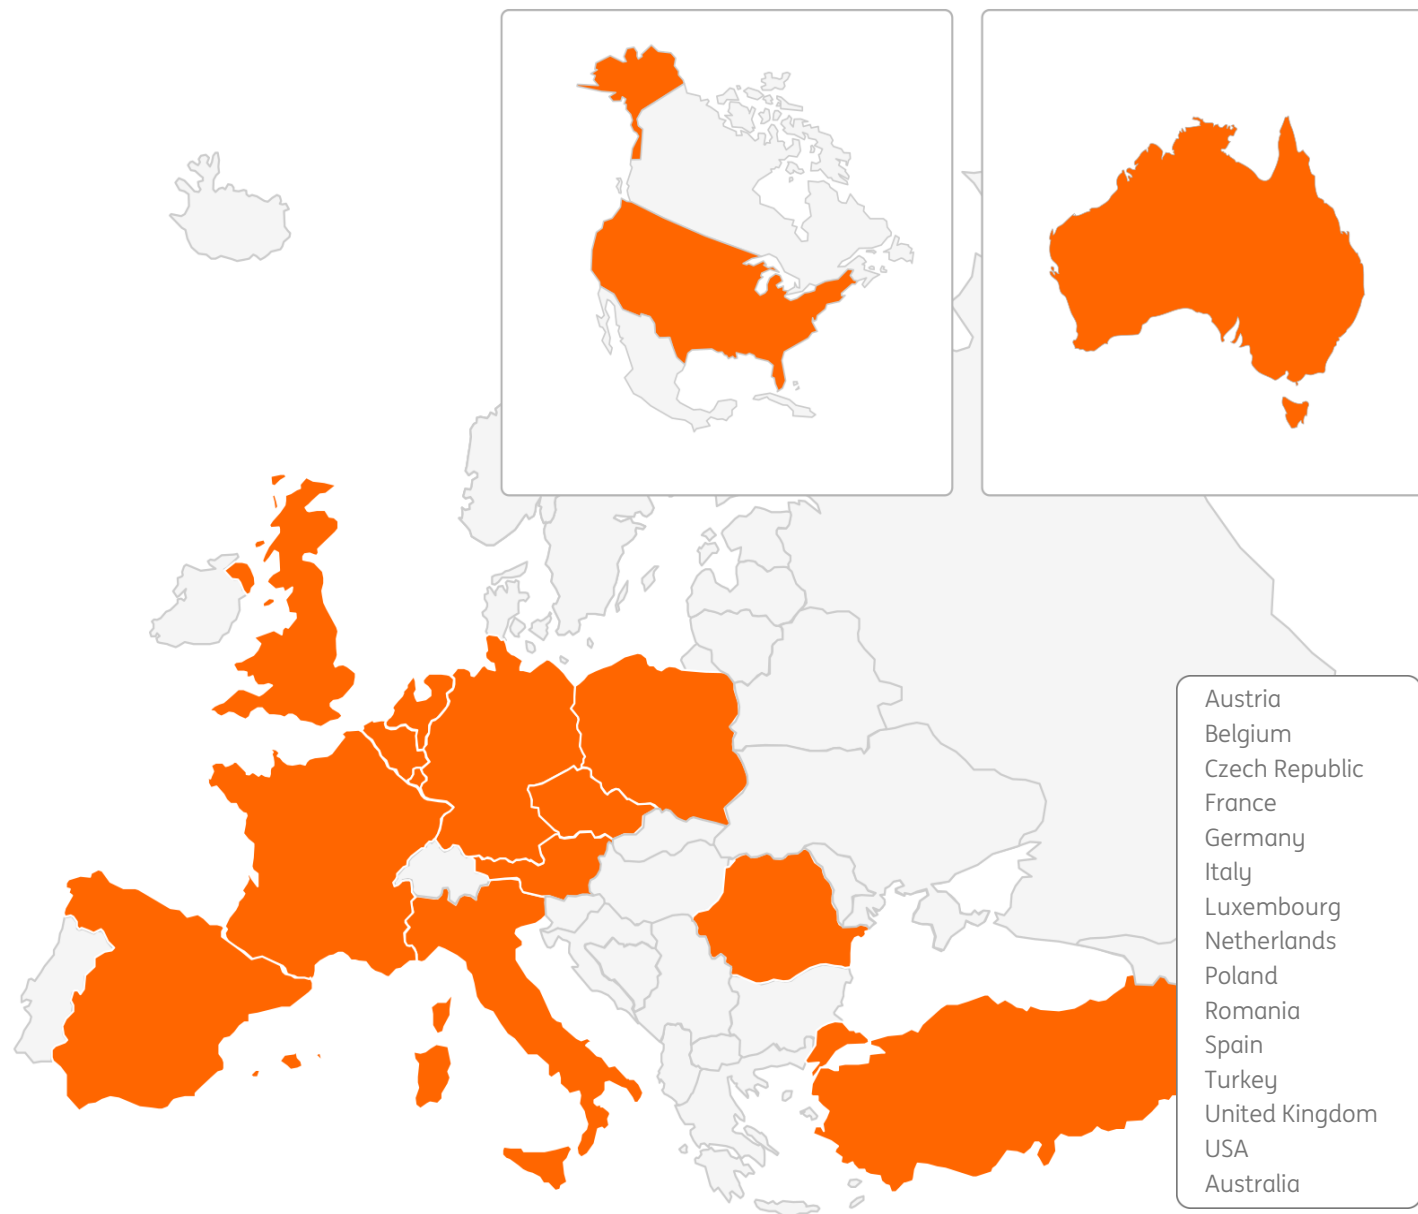 Austria
Belgium
Czech Republic
France
Germany
Italy
Luxembourg
Netherlands
Poland
Romania
Spain
Turkey
United Kingdom
USA
Australia